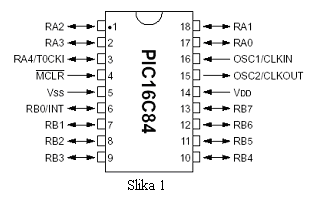 RA2 1 18 RA1
RA3 2 17 RA0
RA4/T0CKI 3 16 OSC1/CLKIN
MCLR 4 15 OSC2/CLKOUT
Vss 5 14 VDD
RB0/INT 6 13 RB7
RB1 7 12 RB6
RB2 8 11 RB5
RB3 9 10 RB4
PIC16C84
Slika 1